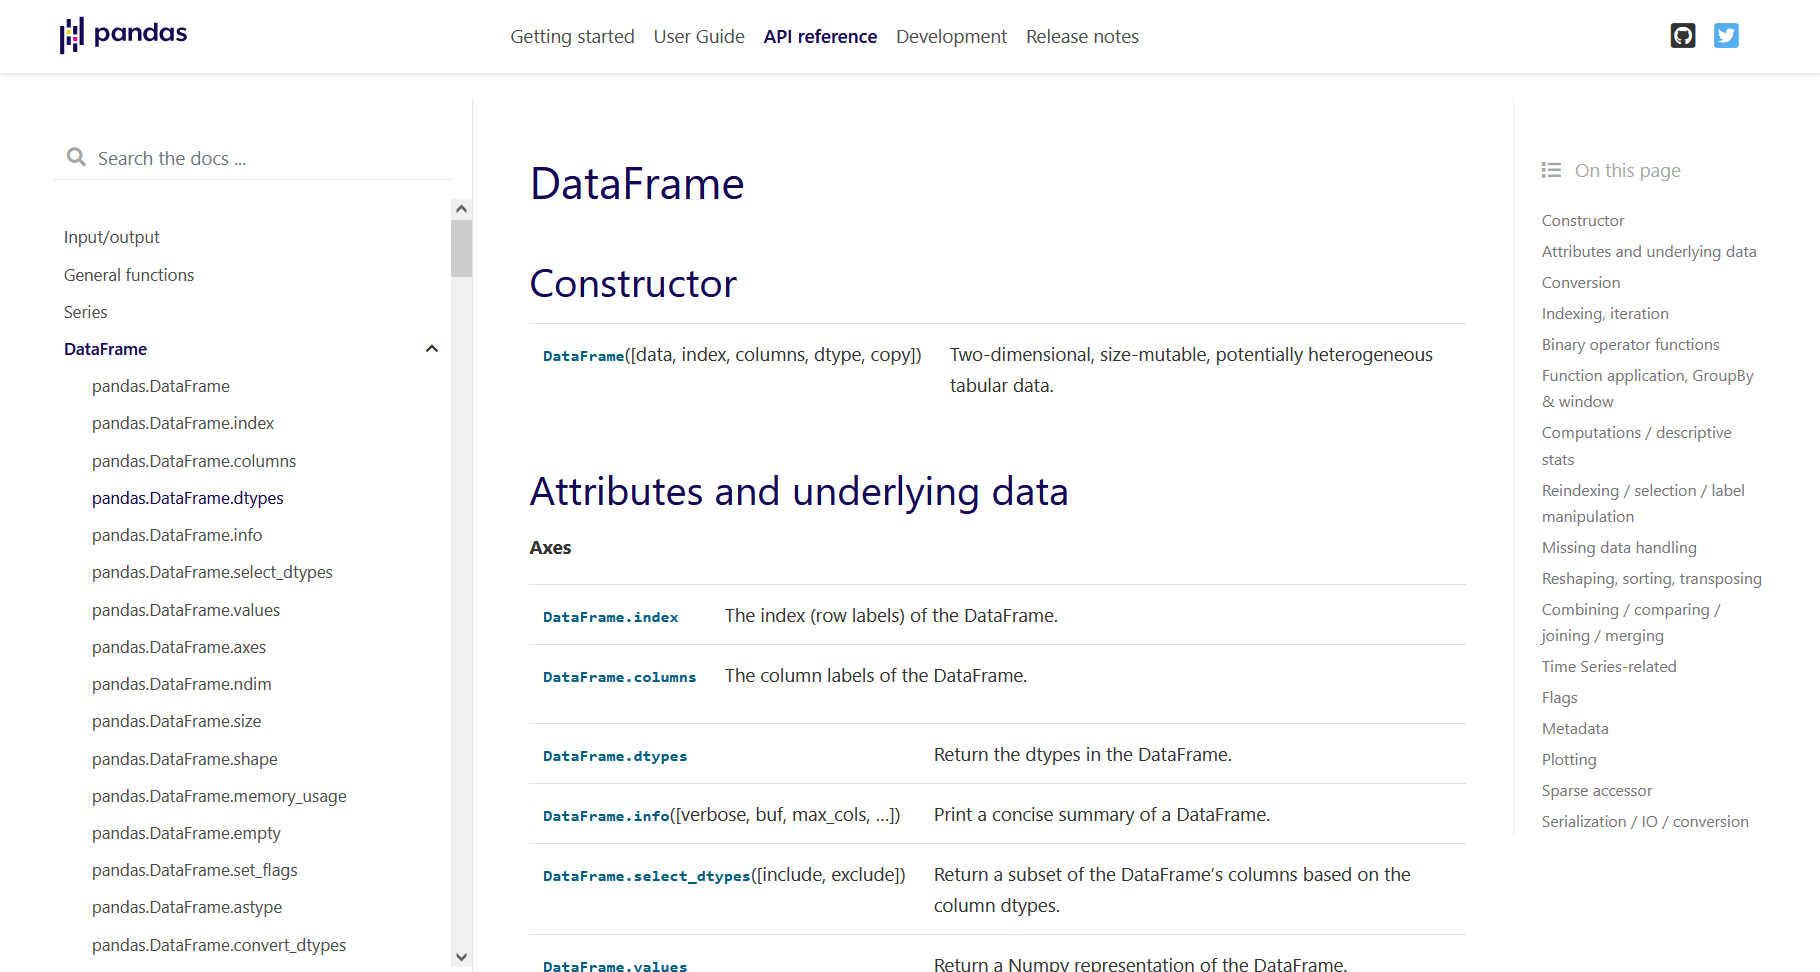 pandas
Getting started User Guide API reference Development Release notes
Search the docs ...
Input/output
General functions
Series
DataFrame
pandas.DataFrame
pandas.DataFrame.index
pandas.DataFrame.columns
pandas.DataFrame.dtypes
pandas.DataFrame.info
pandas.DataFrame.select_dtypes
pandas.DataFrame.values
pandas.DataFrame.axes
pandas.DataFrame.ndim
pandas.DataFrame.size
pandas.DataFrame.shape
pandas.DataFrame.memory_usage
pandas.DataFrame.empty
pandas.DataFrame.set_flags
pandas.DataFrame.astype
pandas.DataFrame.convert_dtypes
DataFrame
Constructor
DataFrame([data, index, columns, dtype, copy]) Two-dimensional, size-mutable, potentially heterogeneous
tabular data.
Attributes and underlying data
Axes
DataFrame.index The index (row labels) of the DataFrame.
DataFrame.columns The column labels of the DataFrame.
DataFrame.dtypes Return the dtypes in the DataFrame.
DataFrame.info([verbose, buf, max_cols, ...]) Print a concise summary of a DataFrame.
DataFrame.select_dtypes([include, exclude]) Return a subset of the DataFrame’s columns based on the
column dtypes.
DataFrame.values Return a Numpy representation of the DataFrame.
On this page
Constructor
Attributes and underlying data
Conversion
Indexing, iteration
Binary operator functions
Function application, GroupBy
& window
Computations / descriptive
stats
Reindexing / selection / label
manipulation
Missing data handling
Reshaping, sorting, transposing
Combining / comparing /
joining / merging
Time Series-related
Flags
Metadata
Plotting
Sparse accessor
Serialization / IO / conversion